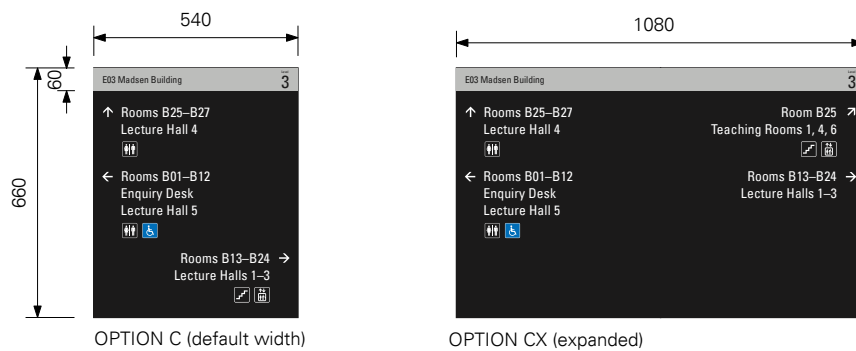 540
1080
60
660
E03 Madsen Building
3
↑ Rooms B25–B27
Lecture Hall 4
← Rooms B01–B12
Enquiry Desk
Lecture Hall 5
Rooms B13–B24 →
Lecture Halls 1–3
OPTION C (default width)
E03 Madsen Building
3
↑ Rooms B25–B27
Lecture Hall 4
← Rooms B01–B12
Enquiry Desk
Lecture Hall 5
Room B25 ↗
Teaching Rooms 1, 4, 6
Rooms B13–B24 →
Lecture Halls 1–3
OPTION CX (expanded)